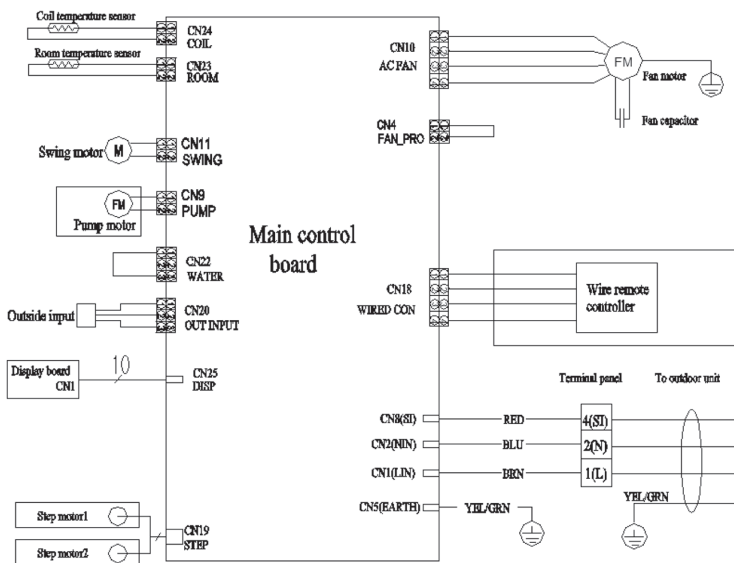 Coil temperature sensor
CN24
COIL
Room temperature sensor
CN23
ROOM
Swing motor
M
CN11
SWING
FM
Pump motor
CN9
PUMP
CN22
WATER
Outside input
CN20
OUT INPUT
Display board
CN1
10
CN25
DISP
Step motor1
Step motor2
CN19
STEP
Main control
board
CN10
AC FAN
FM
Fan motor
Fan capacitor
CN4
FAN_PRO
CN18
WIRED CON
Wire remote
controller
Terminal panel
To outdoor unit
CN8(SI)
RED
4(SI)
CN2(NIN)
BLU
2(N)
CN1(LIN)
BRN
1(L)
CN5(EARTH)
YEL/GRN
YEL/GRN